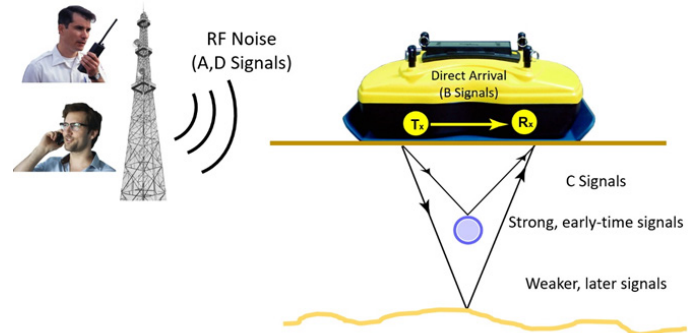 RF Noise
(A,D Signals)
Direct Arrival
(B Signals)
Tx
Rx
C Signals
Strong, early-time signals
Weaker, later signals